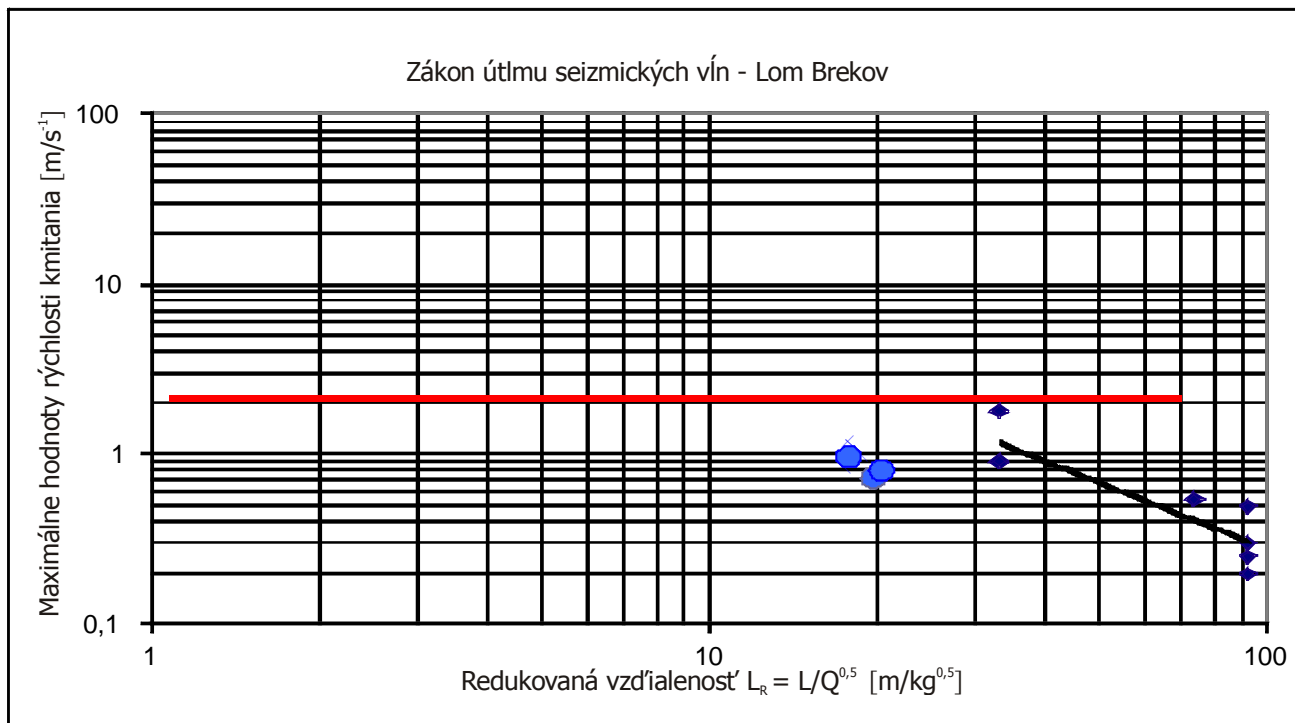 Zákon útlmu seizmických vĺn - Lom Brekov
Maximálne hodnoty rýchlosti kmitania [m/s⁻¹]
100
10
1
0,1
1
10
100
Redukovaná vzdďialenosť L_R = L/Q^0,5 [m/kg^0,5]